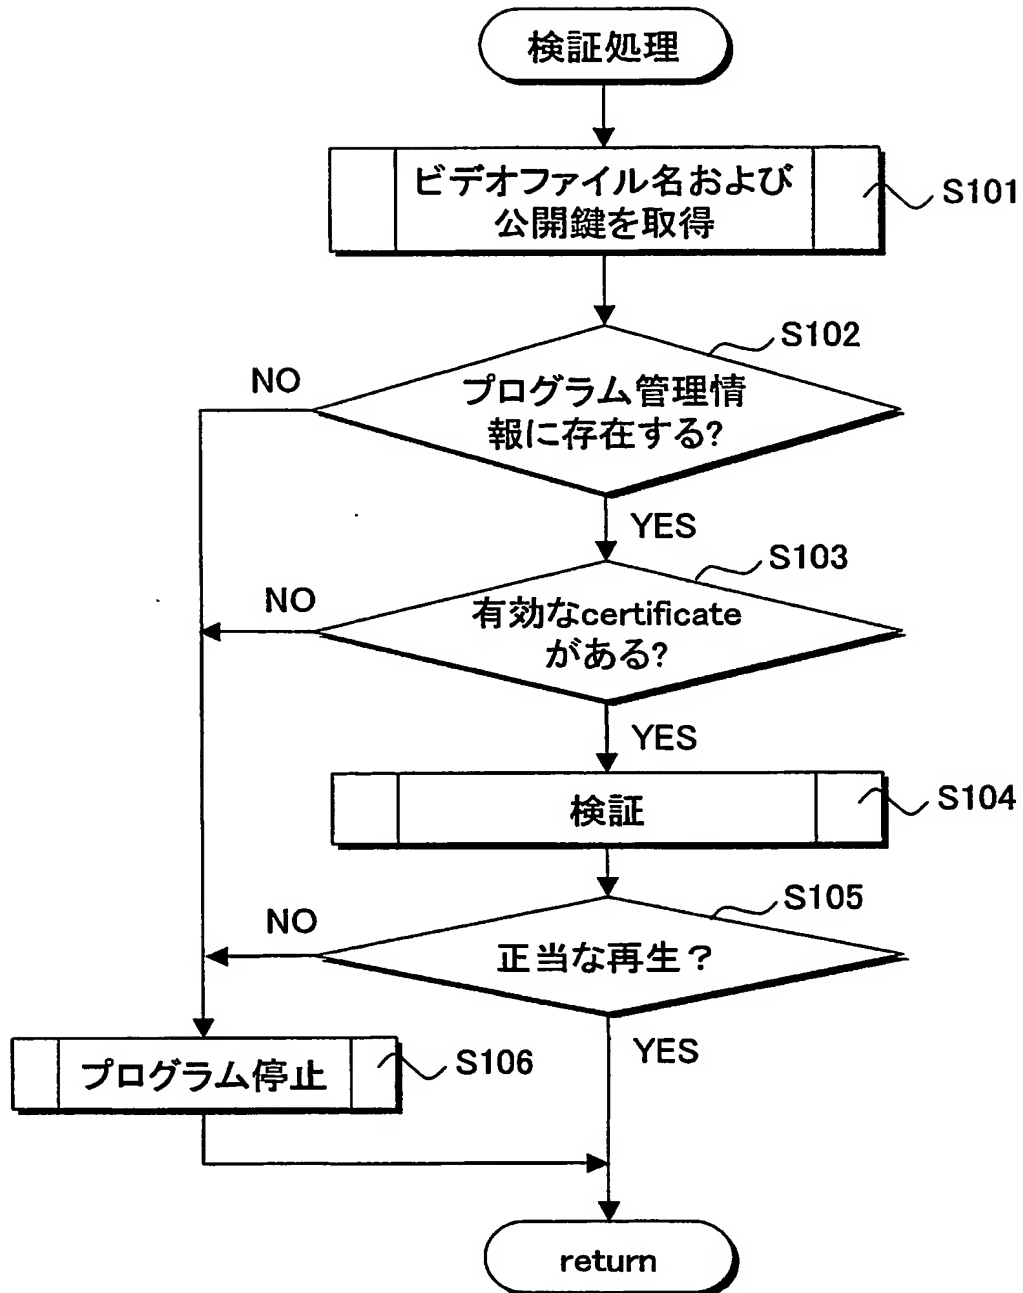 検証処理
ビデオファイル名および
公開鍵を取得
S101
S102
NO
プログラム管理情
報に存在する?
YES
S103
NO
有効なcertificate
がある?
YES
検証
S104
S105
NO
正当な再生？
YES
プログラム停止
S106
return